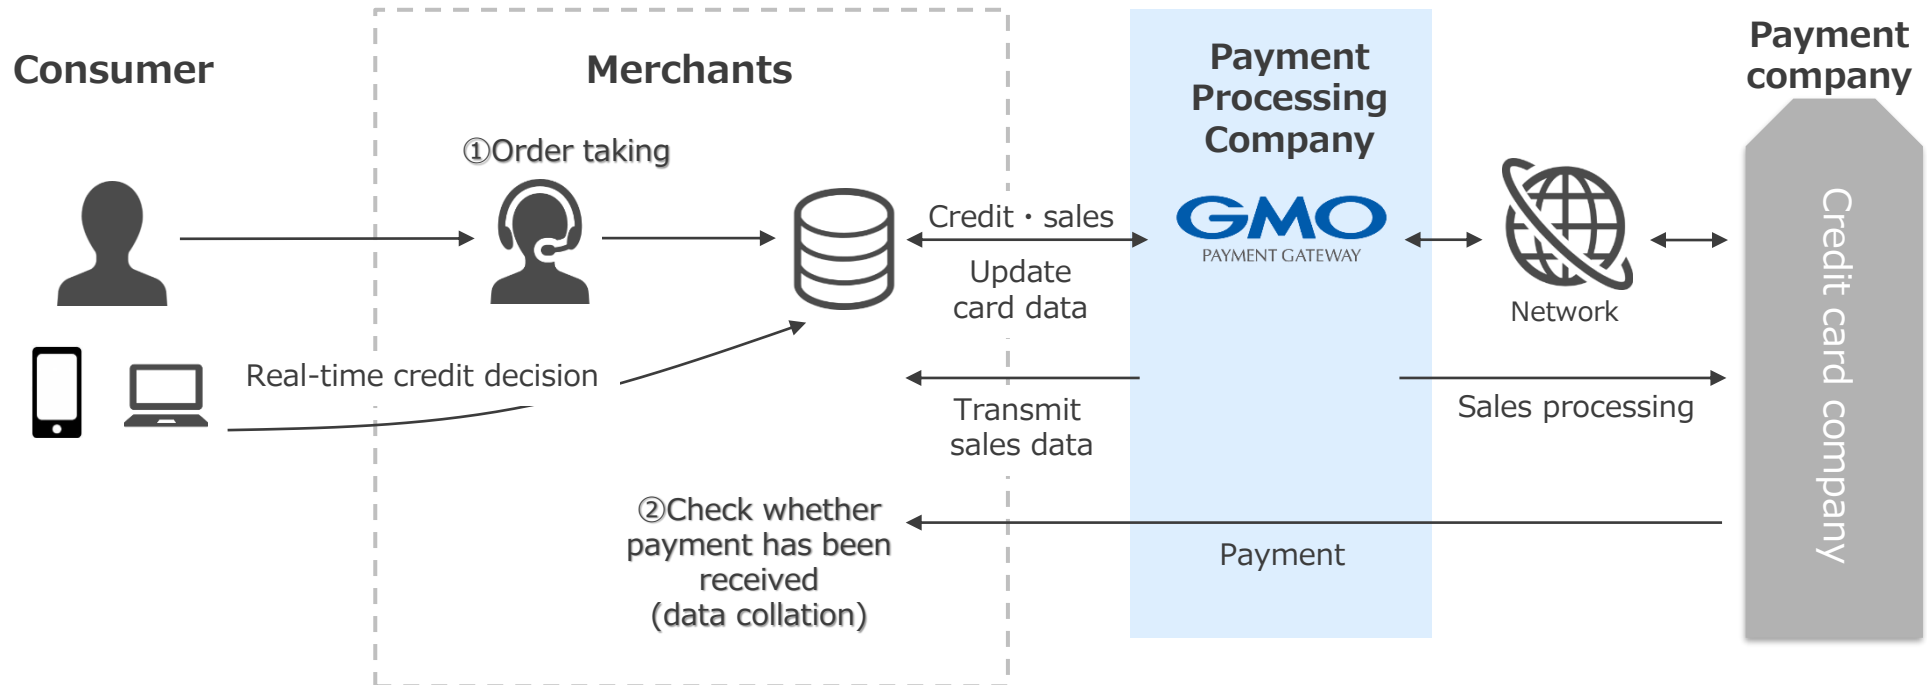 Consumer
Merchants
Payment
Processing
Company
Payment
company
①Order taking
Credit・sales
GMO
PAYMENT GATEWAY
Update
card data
Network
Real-time credit decision
Transmit
sales data
Sales processing
Credit card company
②Check whether
payment has been
received
(data collation)
Payment